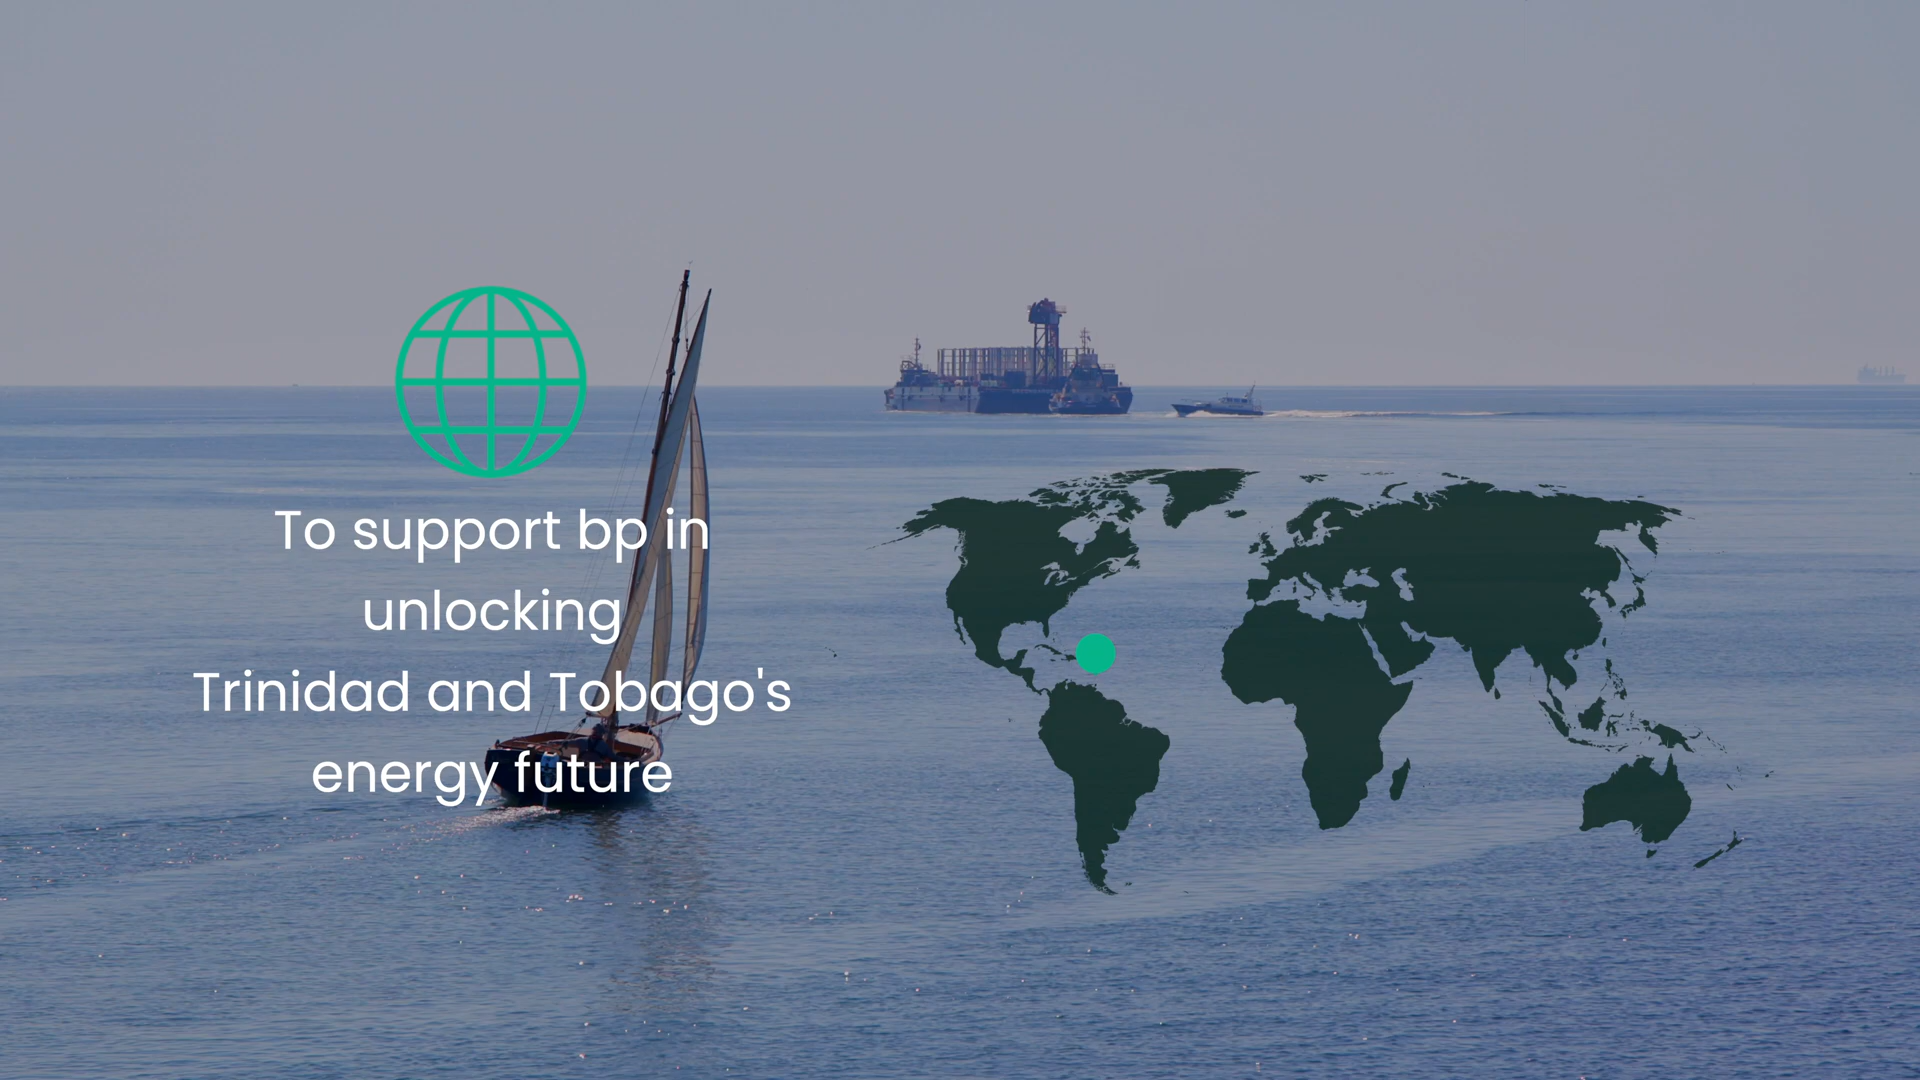 To support bp in
unlocking
Trinidad and Tobago's
energy future